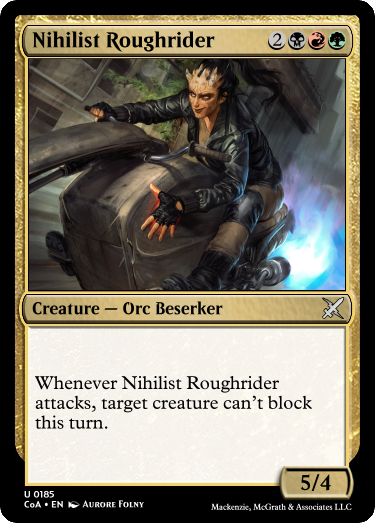 Nihilist Roughrider 2
Creature — Orc Beserker
Whenever Nihilist Roughrider
attacks, target creature can't block
this turn.
5/4
U 0185
CoA • EN Aurore Folny
Mackenzie, McGrath & Associates LLC